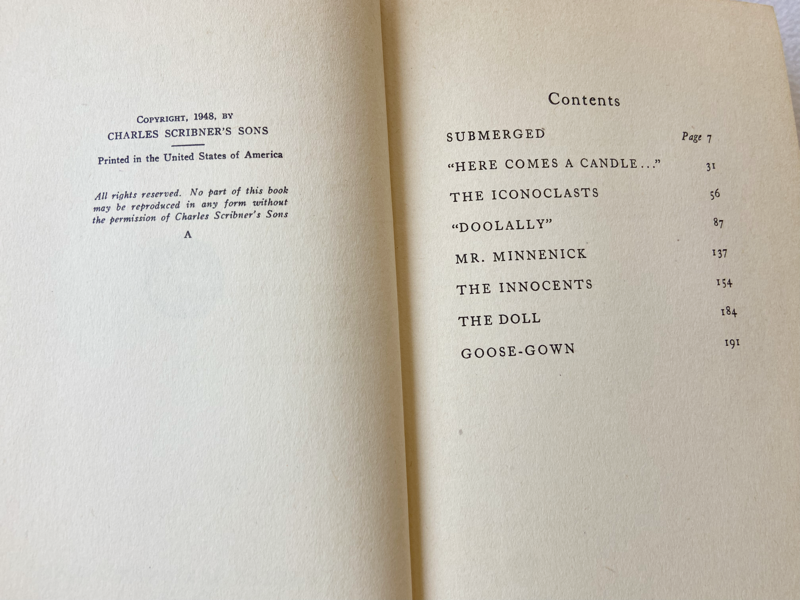 COPYRIGHT, 1948, BY
CHARLES SCRIBNER'S SONS
Printed in the United States of America
All rights reserved. No part of this book
may be reproduced in any form without
the permission of Charles Scribner's Sons
A
Contents
SUBMERGED Page 7
“HERE COMES A CANDLE...” 31
THE ICONOCLASTS 56
“DOOLALLY” 87
MR. MINNENICK 137
THE INNOCENTS 154
THE DOLL 184
GOOSE-GOWN 191